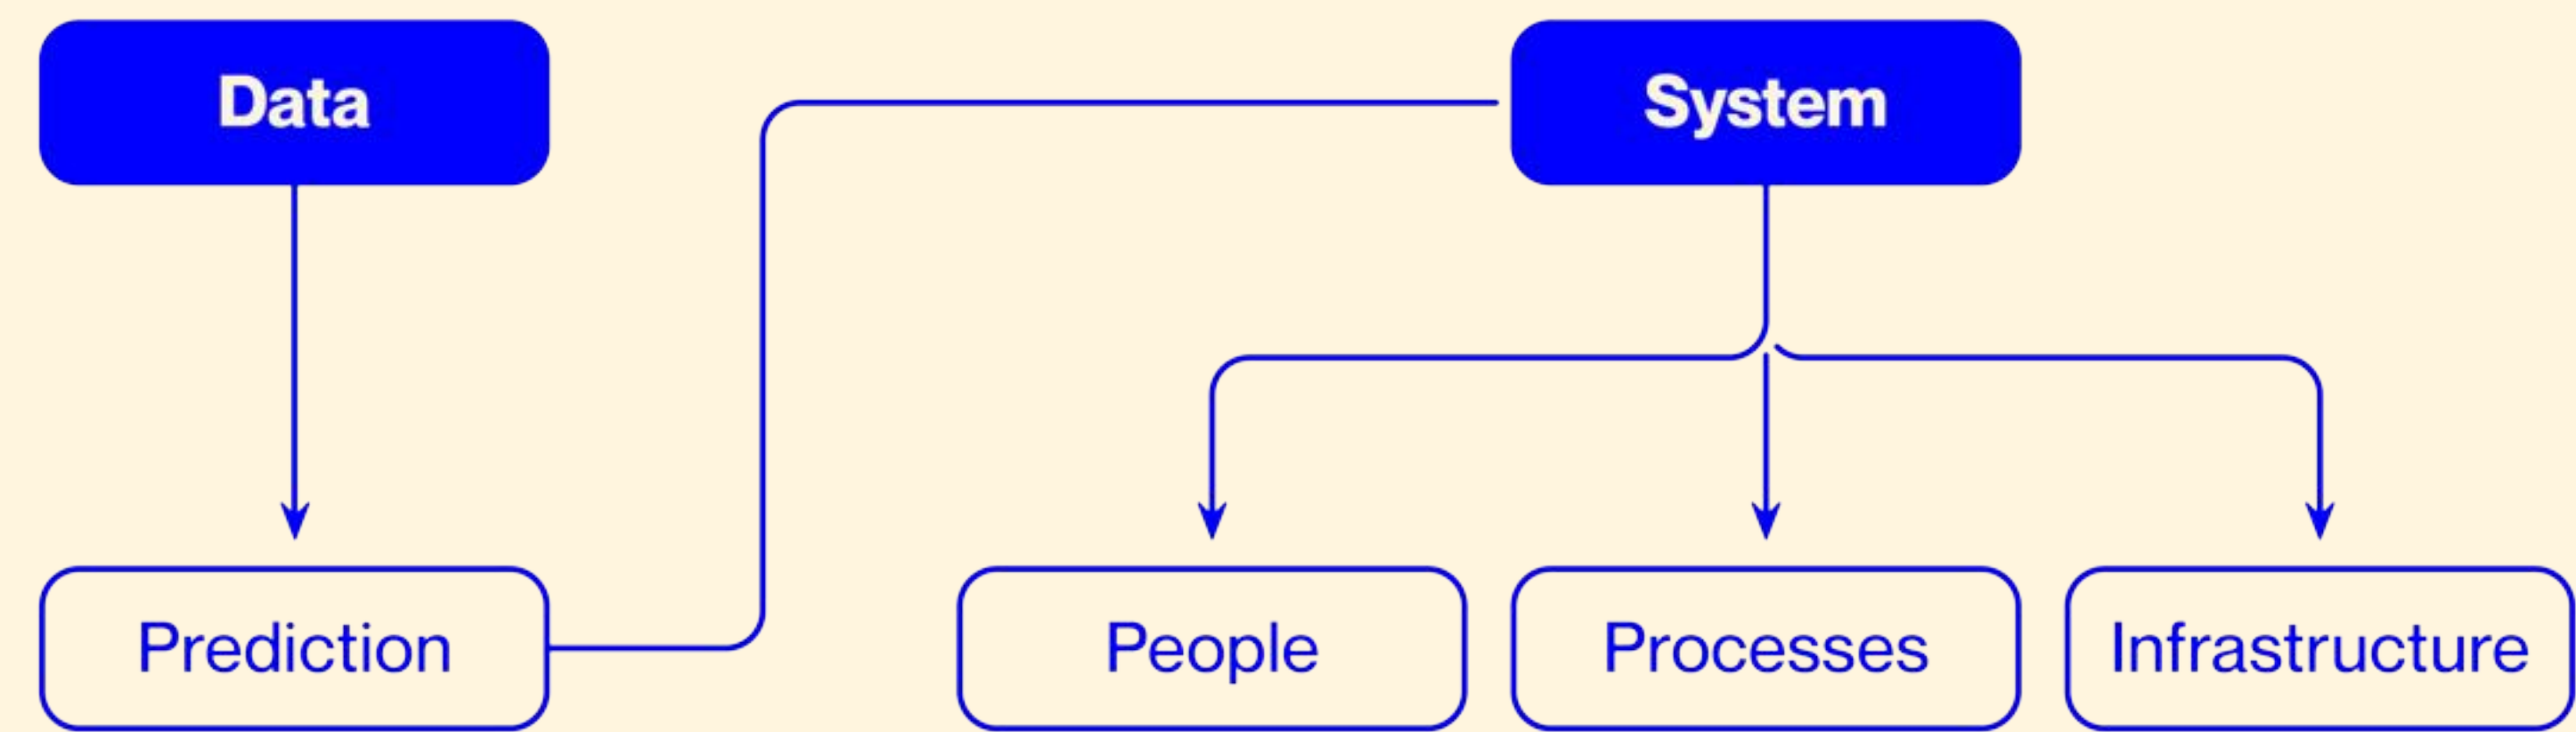 Data
System
Prediction
People
Processes
Infrastructure